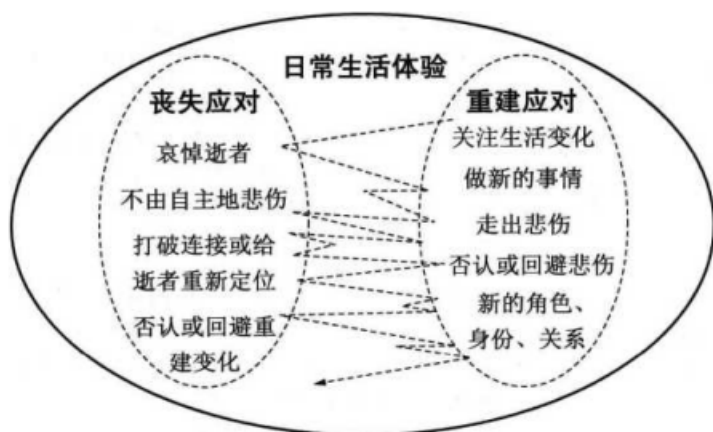 日常生活体验
丧失应对
哀悼逝者
不由自主地悲伤
打破连接或给
逝者重新定位
否认或回避重
建变化
重建应对
关注生活变化
做新的事情
走出悲伤
否认或回避悲伤
新的角色、
身份、关系